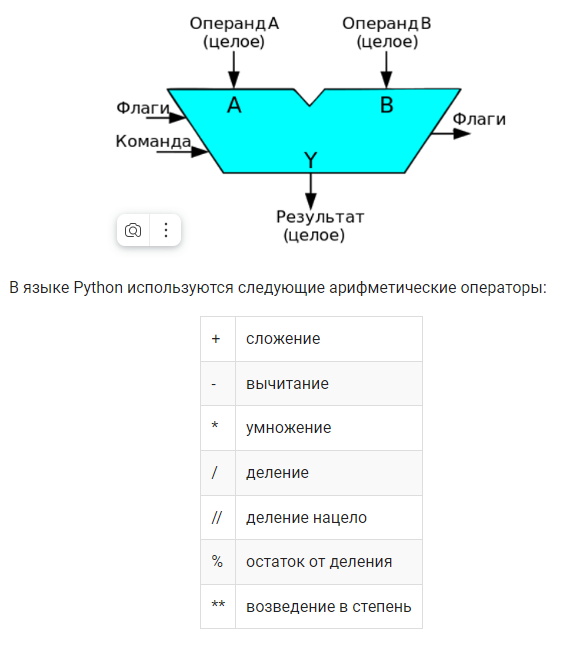 Операнд A
(целое)
Операнд B
(целое)
A
B
Флаги
Флаги
Команда
Y
Результат
(целое)
В языке Python используются следующие арифметические операторы:
+ сложение
- вычитание
* умножение
/ деление
// деление нацело
% остаток от деления
** возведение в степень